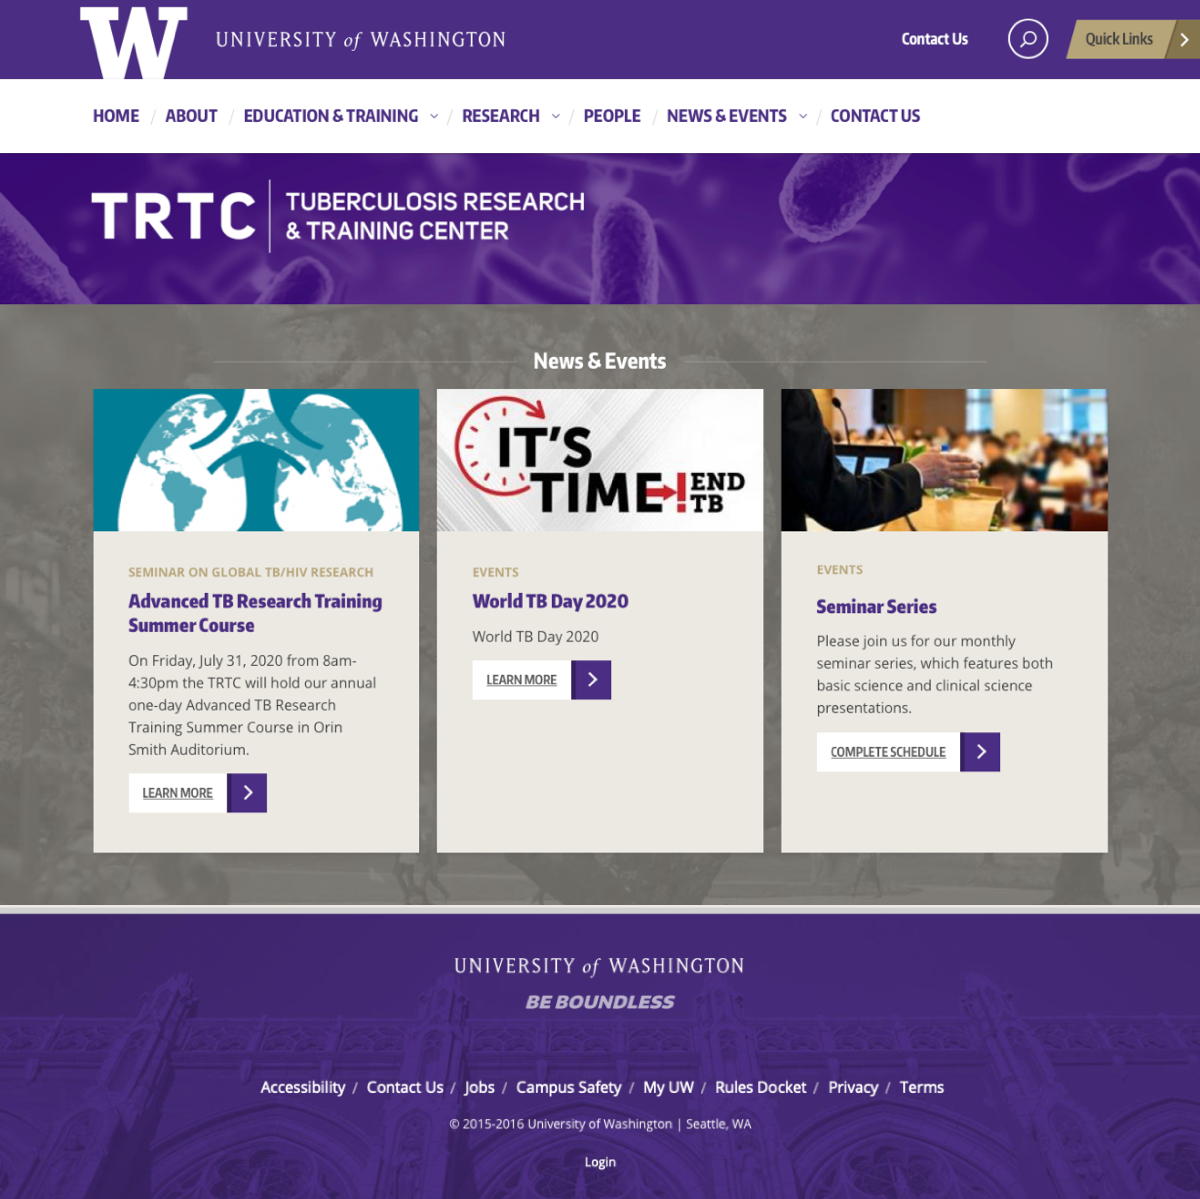 W UNIVERSITY of WASHINGTON
Contact Us
Quick Links
HOME / ABOUT / EDUCATION & TRAINING / RESEARCH / PEOPLE / NEWS & EVENTS / CONTACT US
TRTC
TUBERCULOSIS RESEARCH
& TRAINING CENTER
News & Events
SEMINAR ON GLOBAL TB/HIV RESEARCH
Advanced TB Research Training
Summer Course
On Friday, July 31, 2020 from 8am-
4:30pm the TRTC will hold our annual
one-day Advanced TB Research
Training Summer Course in Orin
Smith Auditorium.
LEARN MORE
IT'S
TIME!
END
TB
EVENTS
World TB Day 2020
World TB Day 2020
LEARN MORE
EVENTS
Seminar Series
Please join us for our monthly
seminar series, which features both
basic science and clinical science
presentations.
COMPLETE SCHEDULE
UNIVERSITY of WASHINGTON
BE BOUNDLESS
Accessibility / Contact Us / Jobs / Campus Safety / My UW / Rules Docket / Privacy / Terms
© 2015-2016 University of Washington | Seattle, WA
Login